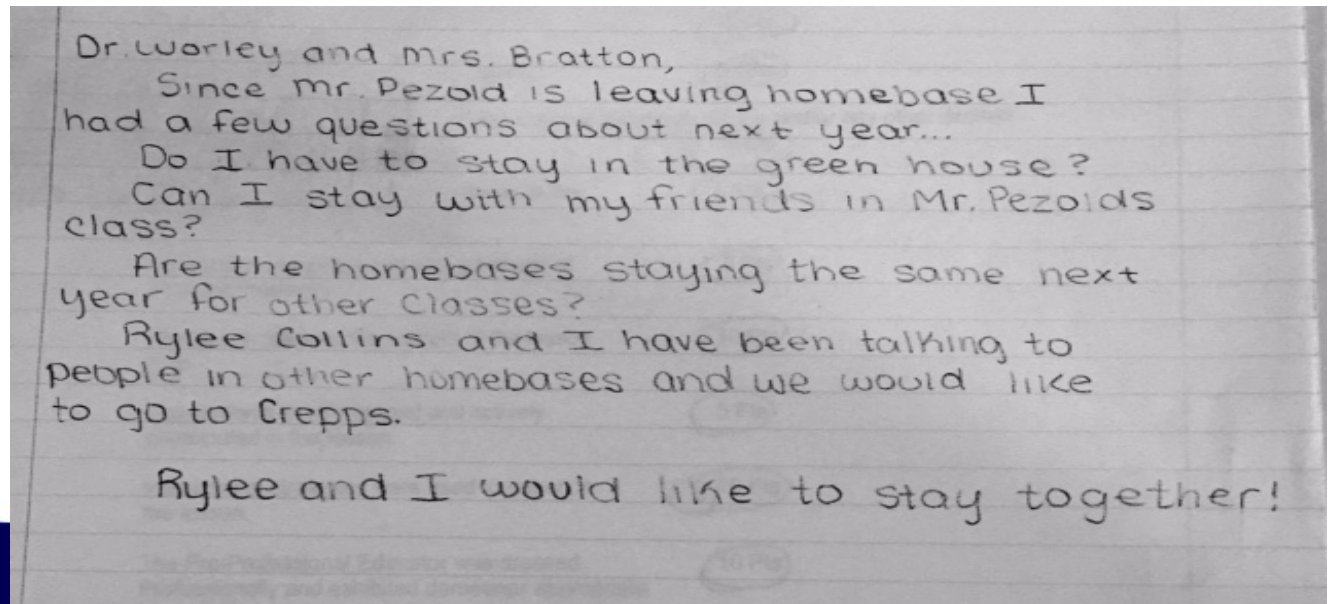 Dr. Worley and Mrs. Bratton,
Since Mr. Pezold is leaving homebase I
had a few questions about next year...
Do I have to stay in the green house?
Can I stay with my friends in Mr. Pezolds
class?
Are the homebases staying the same next
year for other classes?
Rylee Collins and I have been talking to
people in other homebases and we would like
to go to Crepps.
Rylee and I would like to stay together!